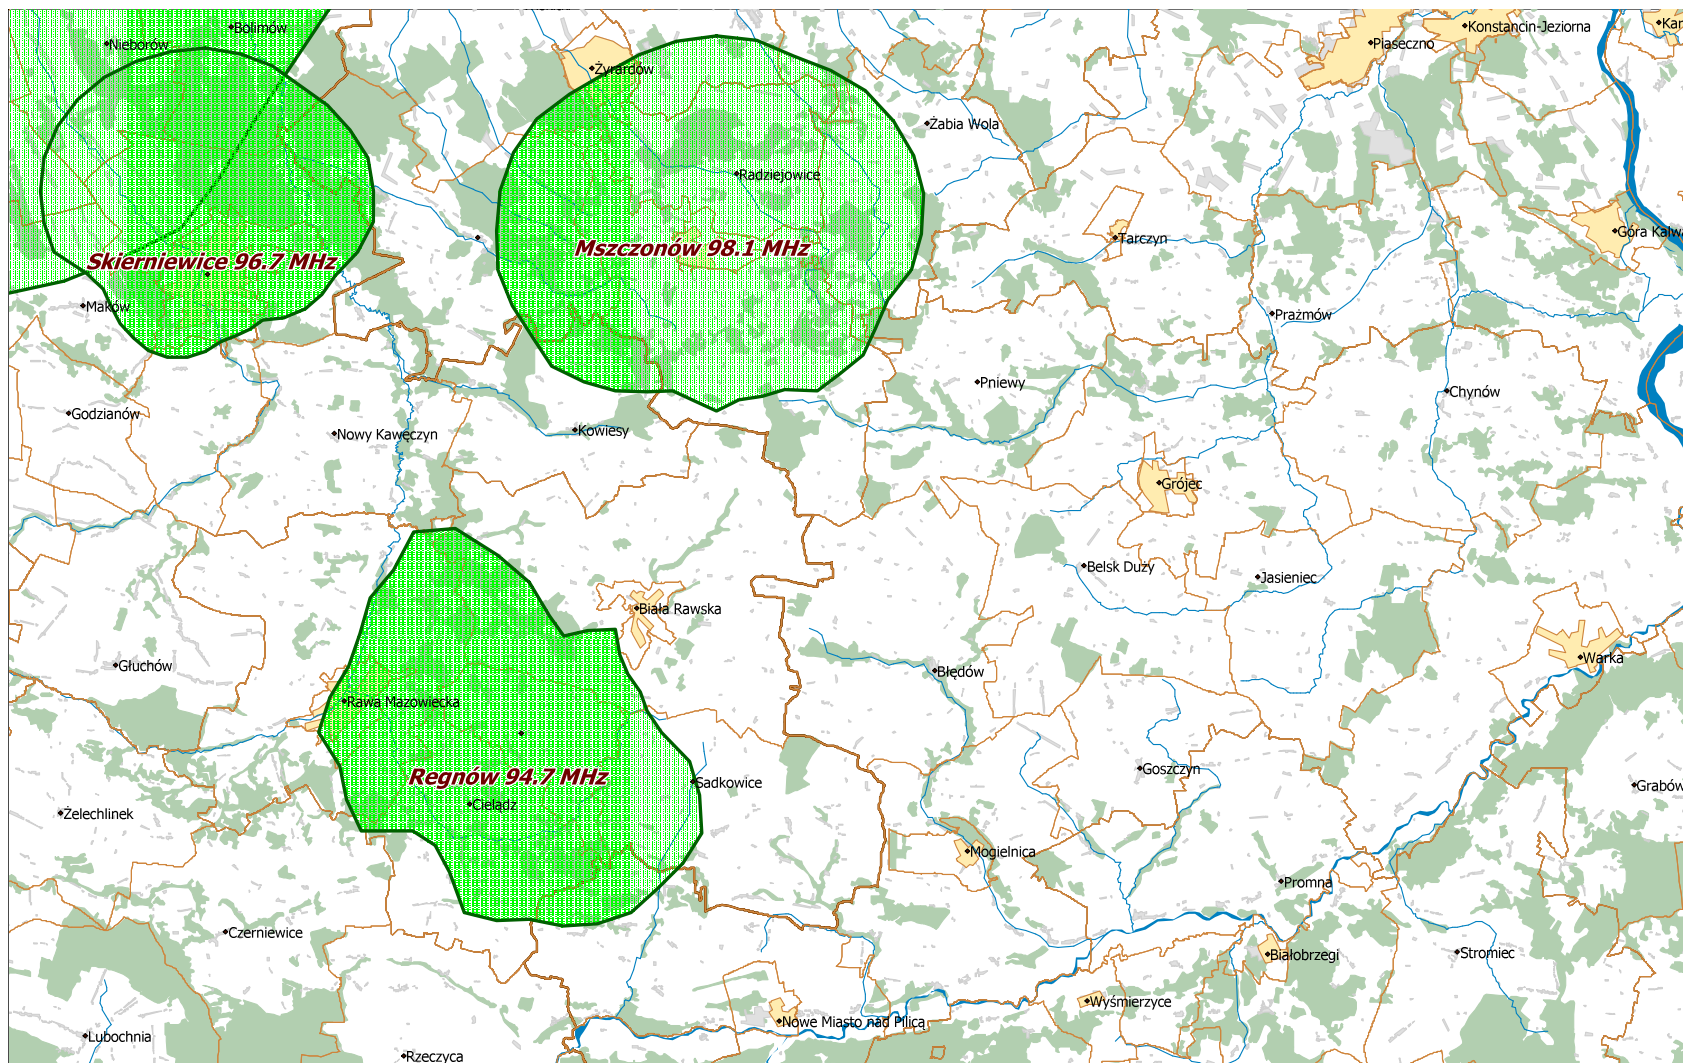 Bolimów
Konstancin-Jeziorna
Nieborów
Piaseczno
Żyrardów
Żabia Wola
Radziejowice
Tarczyn
Góra Kalwa
Mszczonów 98.1 MHz
Skierniewice 96.7 MHz
Maków
Prażmów
Pniewy
Chynów
Godzianów
Nowy Kawęczyn
Kowiesy
Grójec
Belsk Duży
Jasieniec
Biała Rawska
Głuchów
Warka
Błędów
Rawa Mazowiecka
Goszczyn
Regnów 94.7 MHz
Sadkowice
Grabów
Cielądz
Żelechlinek
Mogielnica
Promna
Czerniewice
Białobrzegi
Stromiec
Wyśmierzyce
Nowe Miasto nad Pilicą
Lubochnia
Rzeczyca